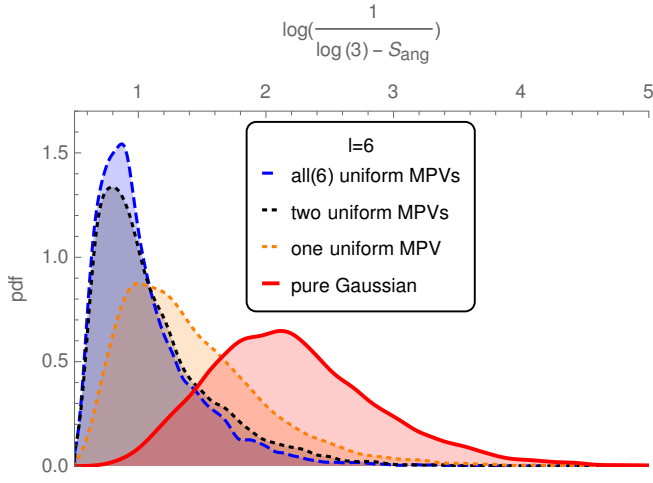 log(1/log (3) − Sang)
1 2 3 4 5
1.5
1.0
0.5
0.0
pdf
l=6
all(6) uniform MPVs
two uniform MPVs
one uniform MPV
pure Gaussian